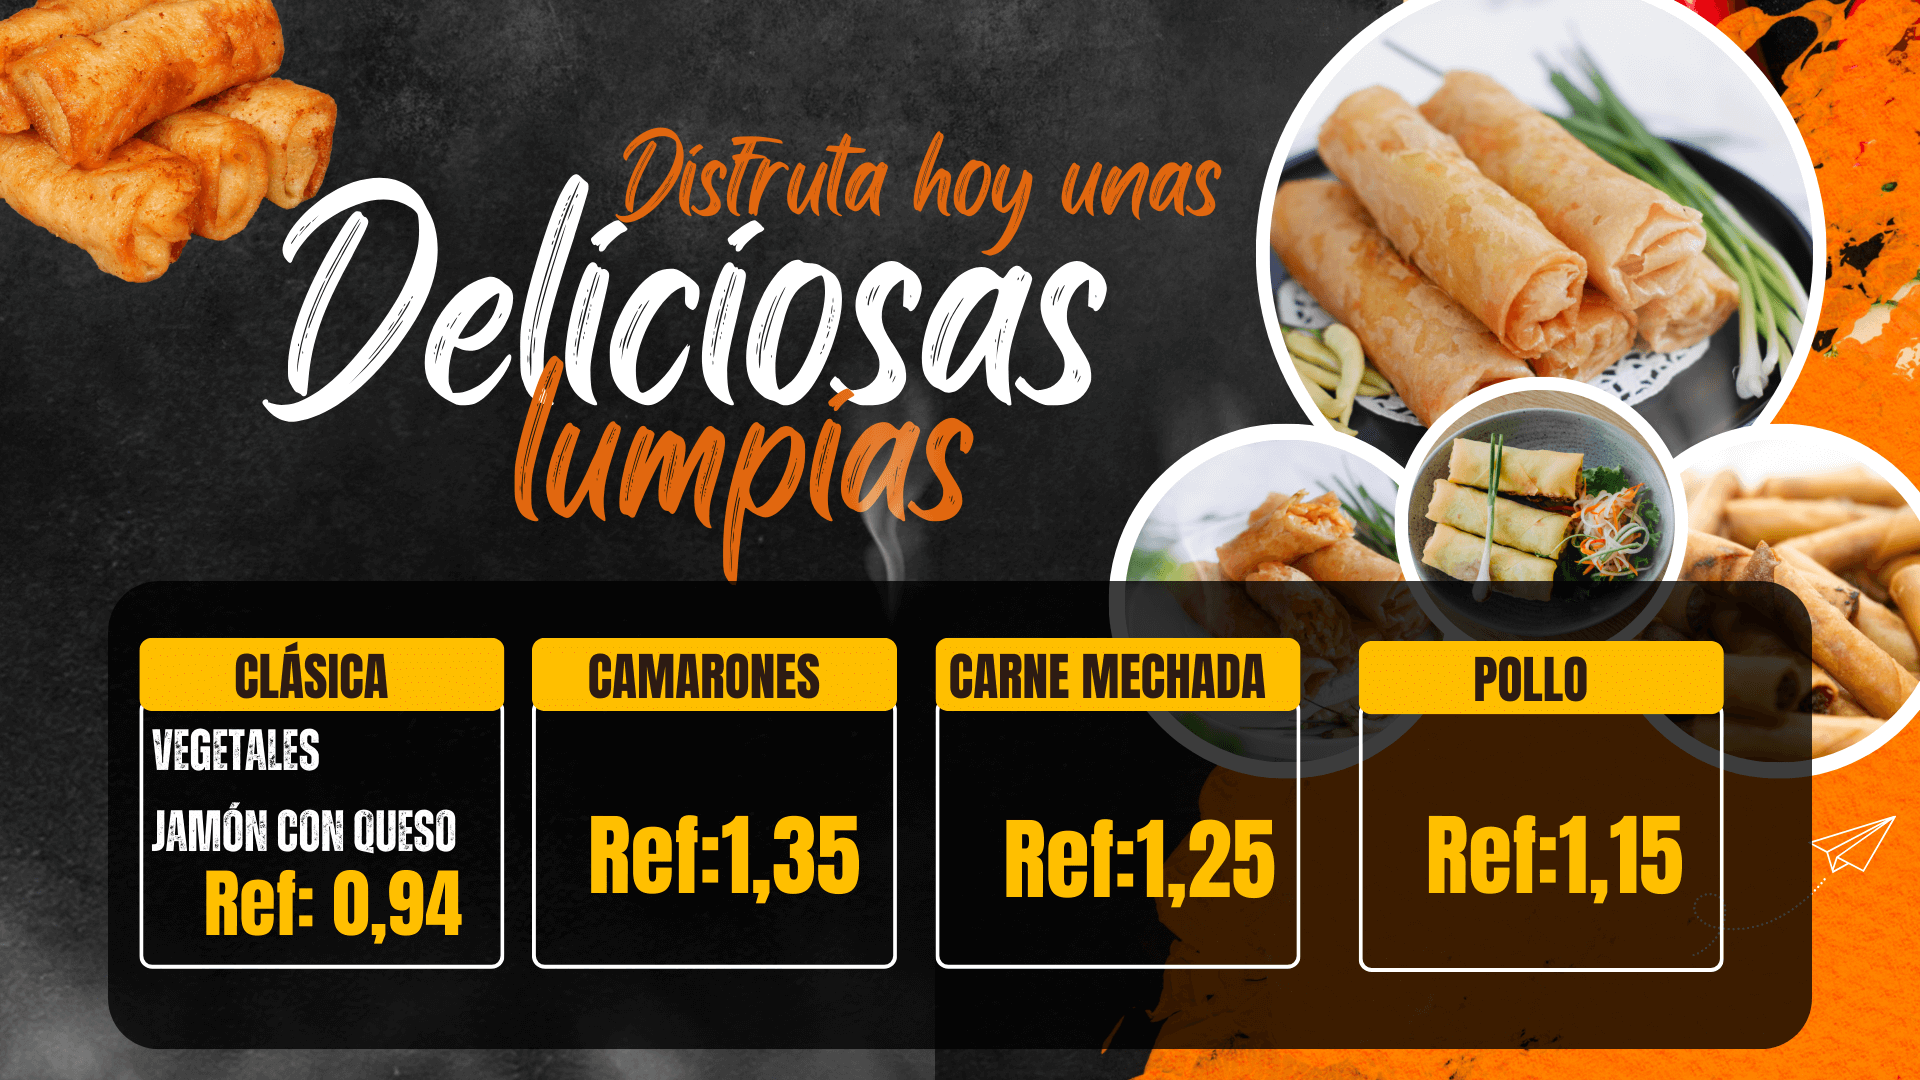 Disfruta hoy unas
Deliciosas
lumpias
CLÁSICA
VEGETALES
JAMÓN CON QUESO
Ref: 0,94
CAMARONES
Ref:1,35
CARNE MECHADA
Ref:1,25
POLLO
Ref:1,15